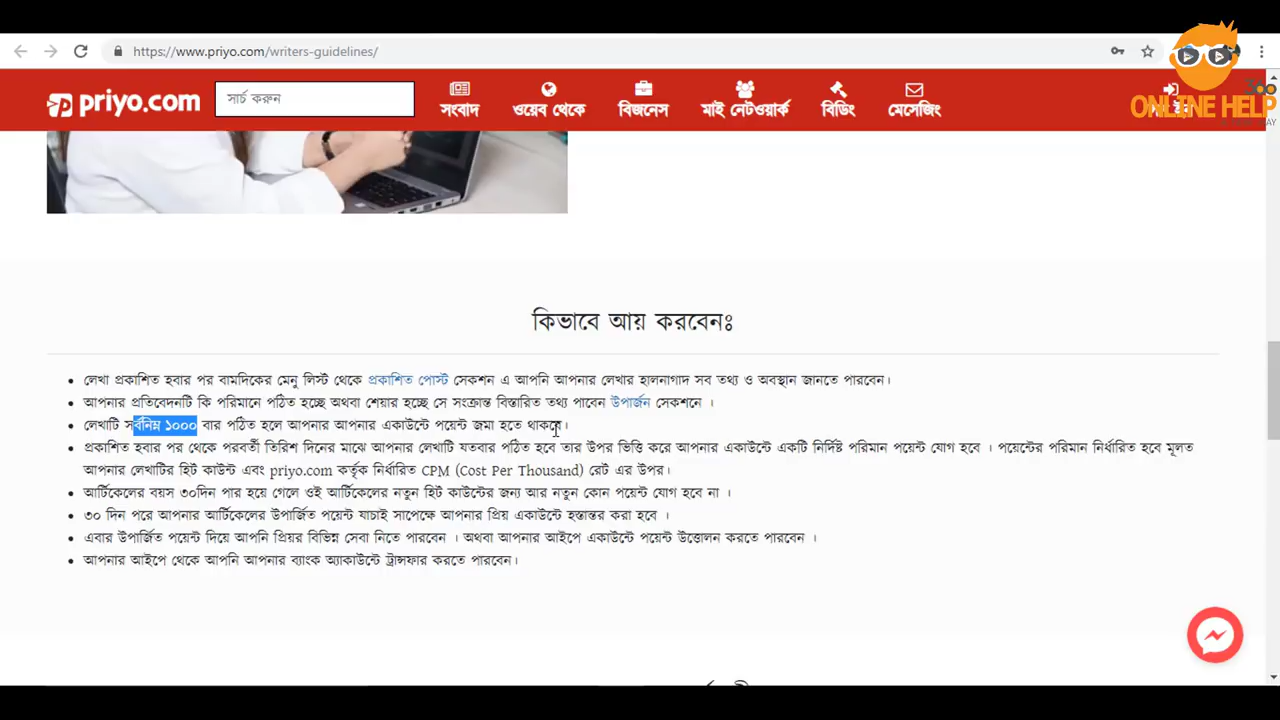 https://www.priyo.com/writers-guidelines/
priyo.com
সার্চ করুন
সংবাদ
ওয়েব থেকে
বিজনেস
মাই নেটওয়ার্ক
বিডিং
মেসেজিং
360
ONLINE HELP
কিভাবে আয় করবেনঃ
লেখা প্রকাশিত হবার পর বামদিকের মেনু লিস্ট থেকে প্রকাশিত পোস্ট সেকশন এ আপনি আপনার লেখার হালনাগাদ সব তথ্য ও অবস্থান জানতে পারবেন।
আপনার প্রতিবেদনটি কি পরিমানে পঠিত হচ্ছে অথবা শেয়ার হচ্ছে সে সংক্রান্ত বিস্তারিত তথ্য পাবেন উপার্জন সেকশনে ।
লেখাটি সর্বনিম্ন ১০০০ বার পঠিত হলে আপনার আপনার একাউন্টে পয়েন্ট জমা হতে থাকবে।
প্রকাশিত হবার পর থেকে পরবর্তী তিরিশ দিনের মাঝে আপনার লেখাটি যতবার পঠিত হবে তার উপর ভিত্তি করে আপনার একাউন্টে একটি নির্দিষ্ট পরিমান পয়েন্ট যোগ হবে । পয়েন্টের পরিমান নির্ধারিত হবে মূলত
আপনার লেখাটির হিট কাউন্ট এবং priyo.com কর্তৃক নির্ধারিত CPM (Cost Per Thousand) রেট এর উপর।
আর্টিকেলের বয়স ৩০দিন পার হয়ে গেলে ওই আর্টিকেলের নতুন হিট কাউন্টের জন্য আর নতুন কোন পয়েন্ট যোগ হবে না ।
৩০ দিন পরে আপনার আর্টিকেলের উপার্জিত পয়েন্ট যাচাই সাপেক্ষে আপনার প্রিয় একাউন্টে হস্তান্তর করা হবে ।
এবার উপার্জিত পয়েন্ট দিয়ে আপনি প্রিয়র বিভিন্ন সেবা নিতে পারবেন । অথবা আপনার আইপে একাউন্টে পয়েন্ট উত্তোলন করতে পারবেন ।
আপনার আইপে থেকে আপনি আপনার ব্যাংক অ্যাকাউন্টে ট্রান্সফার করতে পারবেন।